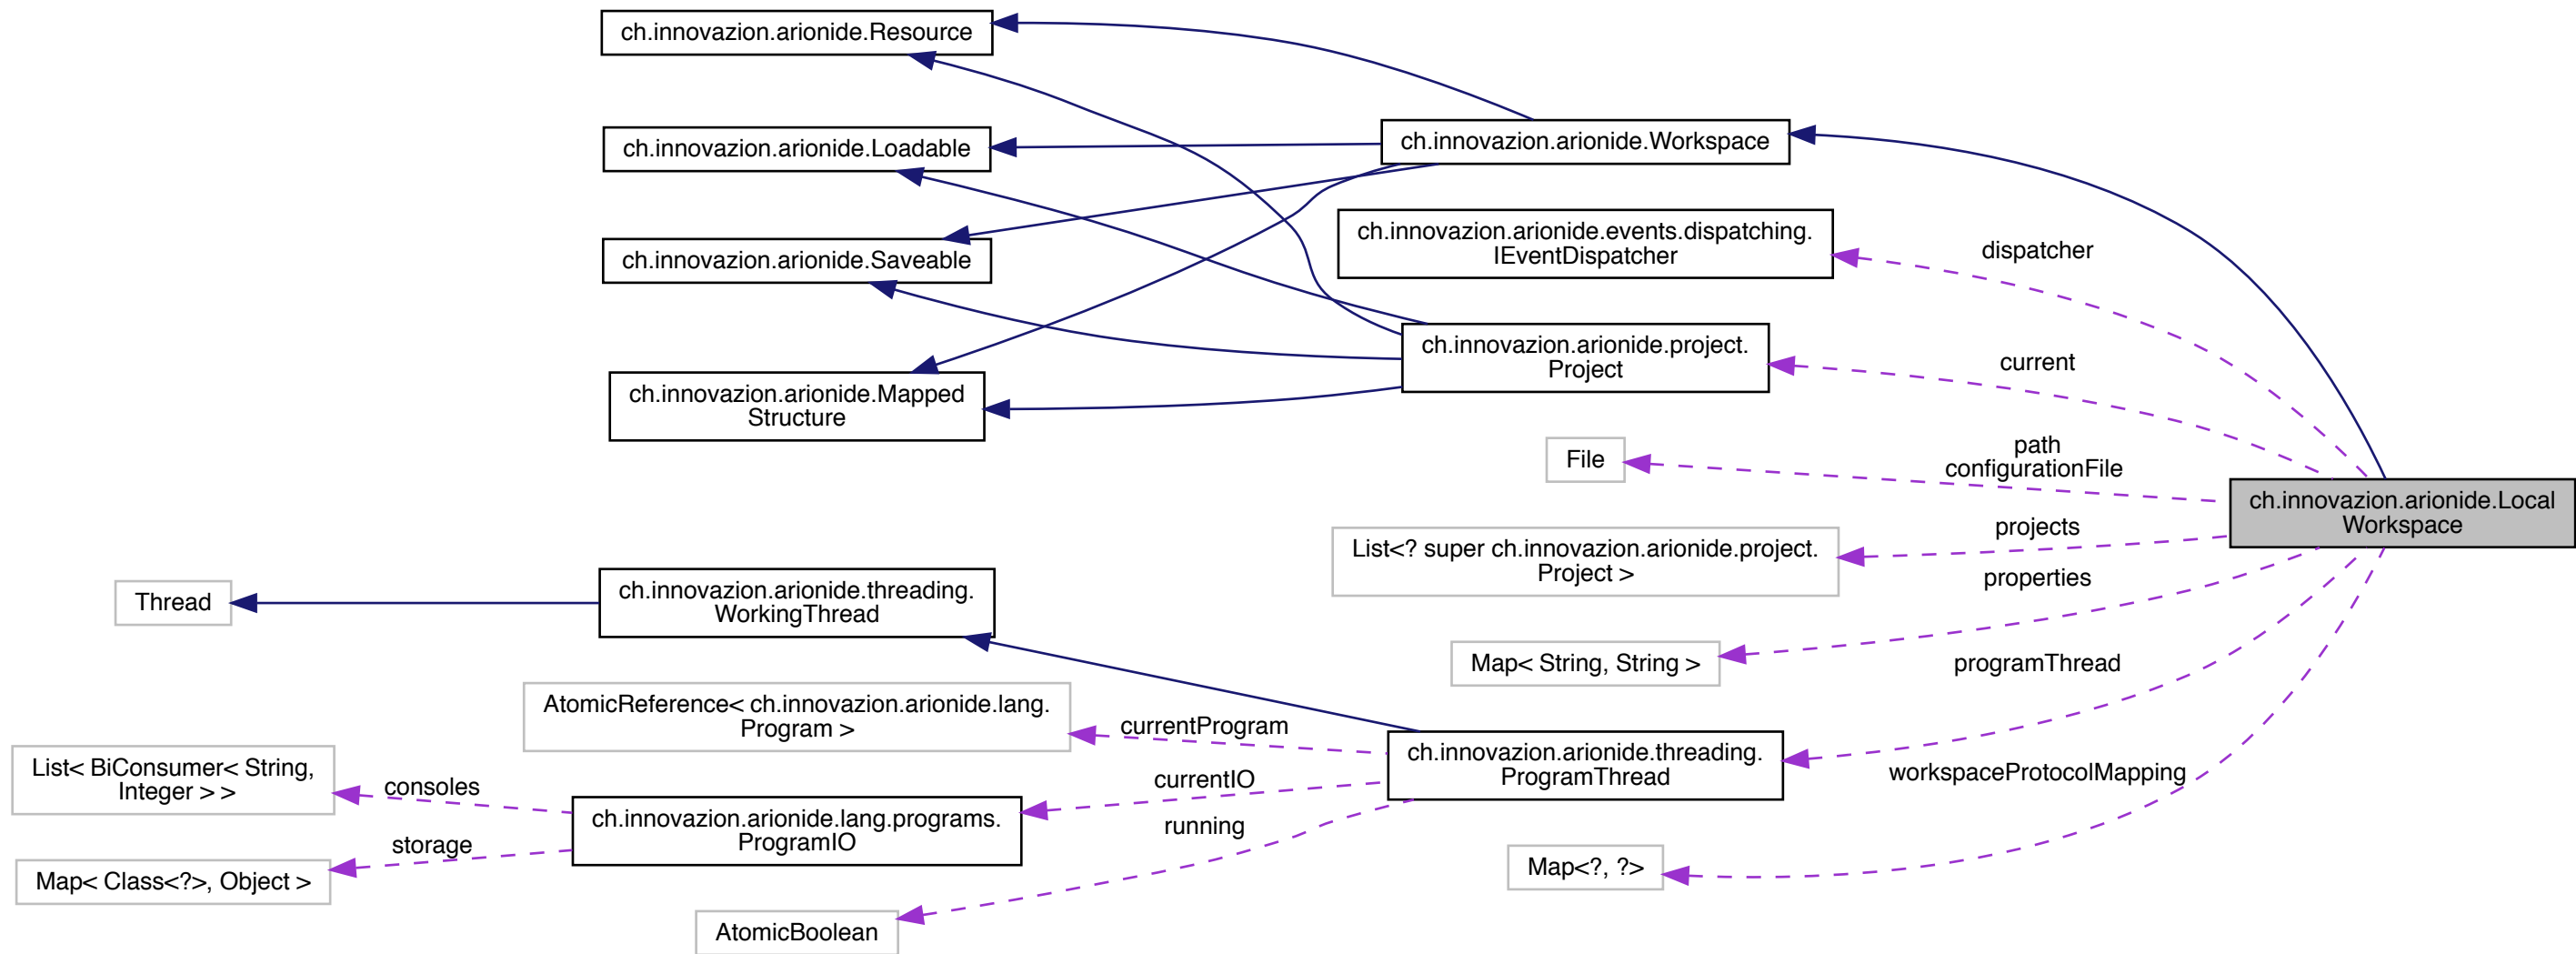 ch.innovazion.arionide.Resource
ch.innovazion.arionide.Loadable
ch.innovazion.arionide.Workspace
ch.innovazion.arionide.events.dispatching.
IEventDispatcher
dispatcher
ch.innovazion.arionide.Saveable
ch.innovazion.arionide.project.
Project
current
ch.innovazion.arionide.Mapped
Structure
File
path
configurationFile
ch.innovazion.arionide.Local
Workspace
List<? super ch.innovazion.arionide.project.
Project >
projects
properties
Thread
ch.innovazion.arionide.threading.
WorkingThread
Map< String, String >
programThread
AtomicReference< ch.innovazion.arionide.lang.
Program >
currentProgram
ch.innovazion.arionide.threading.
ProgramThread
workspaceProtocolMapping
List< BiConsumer< String,
Integer > >
consoles
currentIO
ch.innovazion.arionide.lang.programs.
ProgramIO
running
storage
Map< Class<?>, Object >
Map<?, ?>
AtomicBoolean